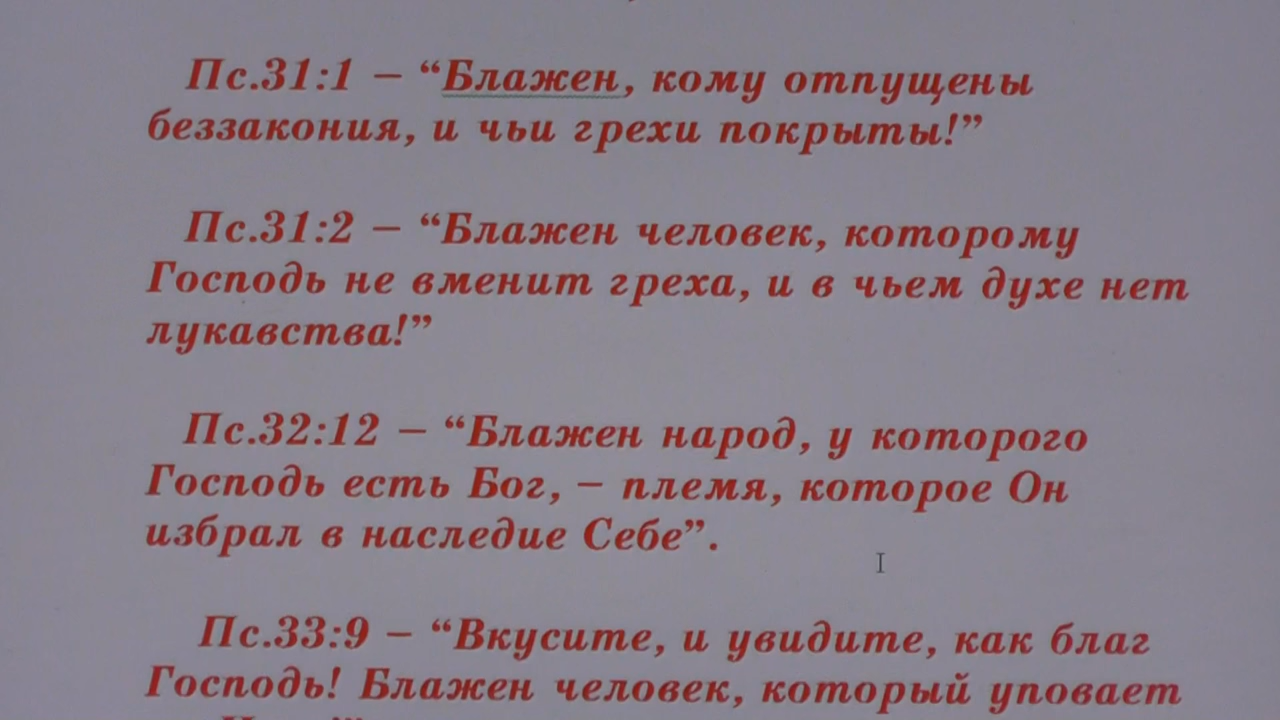 Пс.31:1 – “Блажен, кому отпущены
беззакония, и чьи грехи покрыты!”
Пс.31:2 – “Блажен человек, которому
Господь не вменит греха, и в чьем духе нет
лукавства!”
Пс.32:12 – “Блажен народ, у которого
Господь есть Бог, – племя, которое Он
избрал в наследие Себе”.
Пс.33:9 – “Вкусите, и увидите, как благ
Господь! Блажен человек, который уповает